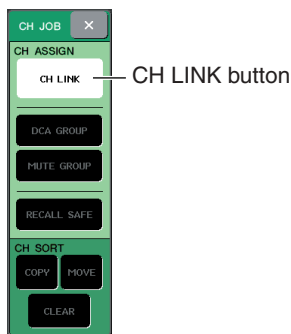 CH JOB ×
CH ASSIGN
CH LINK
CH LINK button
DCA GROUP
MUTE GROUP
RECALL SAFE
CH SORT
COPY MOVE
CLEAR